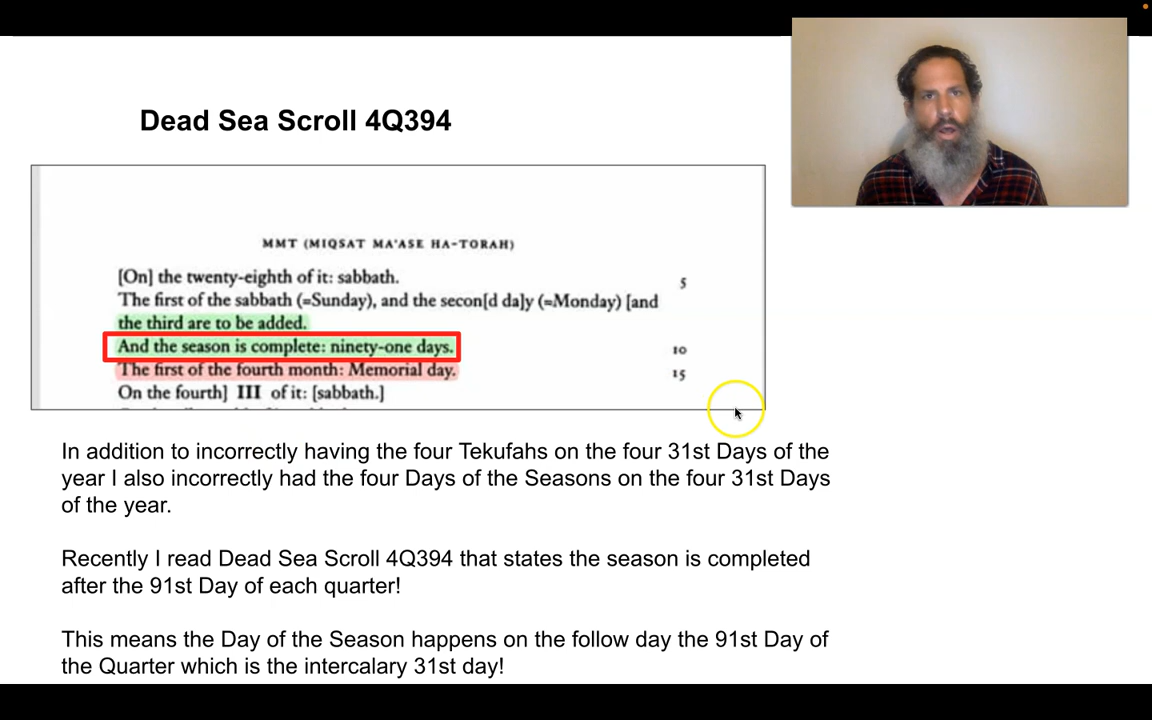 Dead Sea Scroll 4Q394
MMT (MIQSAT MA'ASE HA-TORAH)
[On] the twenty-eighth of it: sabbath. 5
The first of the sabbath (=Sunday), and the secon[d da]y (=Monday) [and
the third are to be added.
And the season is complete: ninety-one days. 10
The first of the fourth month: Memorial day. 15
On the fourth] III of it: [sabbath.]
In addition to incorrectly having the four Tekufahs on the four 31st Days of the
year I also incorrectly had the four Days of the Seasons on the four 31st Days
of the year.
Recently I read Dead Sea Scroll 4Q394 that states the season is completed
after the 91st Day of each quarter!
This means the Day of the Season happens on the follow day the 91st Day of
the Quarter which is the intercalary 31st day!